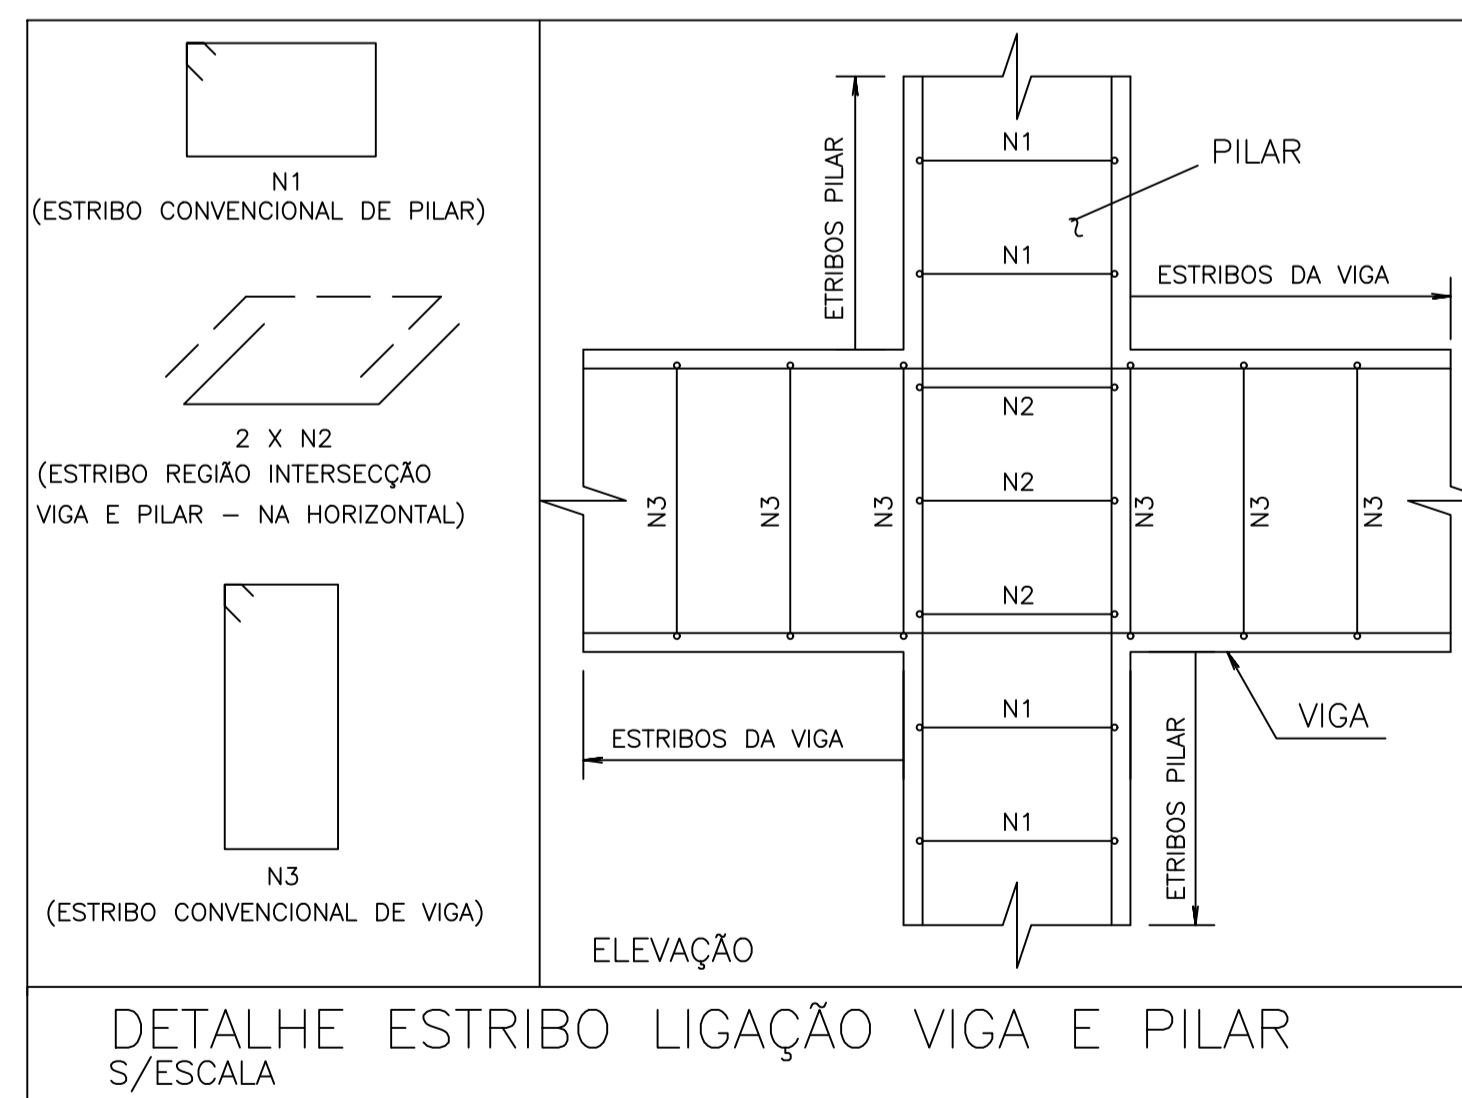 N1
(ESTRIBO CONVENCIONAL DE PILAR)
2 X N2
(ESTRIBO REGIÃO INTERSECÇÃO
VIGA E PILAR – NA HORIZONTAL)
N3
(ESTRIBO CONVENCIONAL DE VIGA)
N1
PILAR
ETRIBOS PILAR
N1
ESTRIBOS DA VIGA
N2
N2
N3
N3
N3
N3
N3
N3
N2
N1
VIGA
ESTRIBOS DA VIGA
ETRIBOS PILAR
N1
ELEVAÇÃO
DETALHE ESTRIBO LIGAÇÃO VIGA E PILAR
S/ESCALA